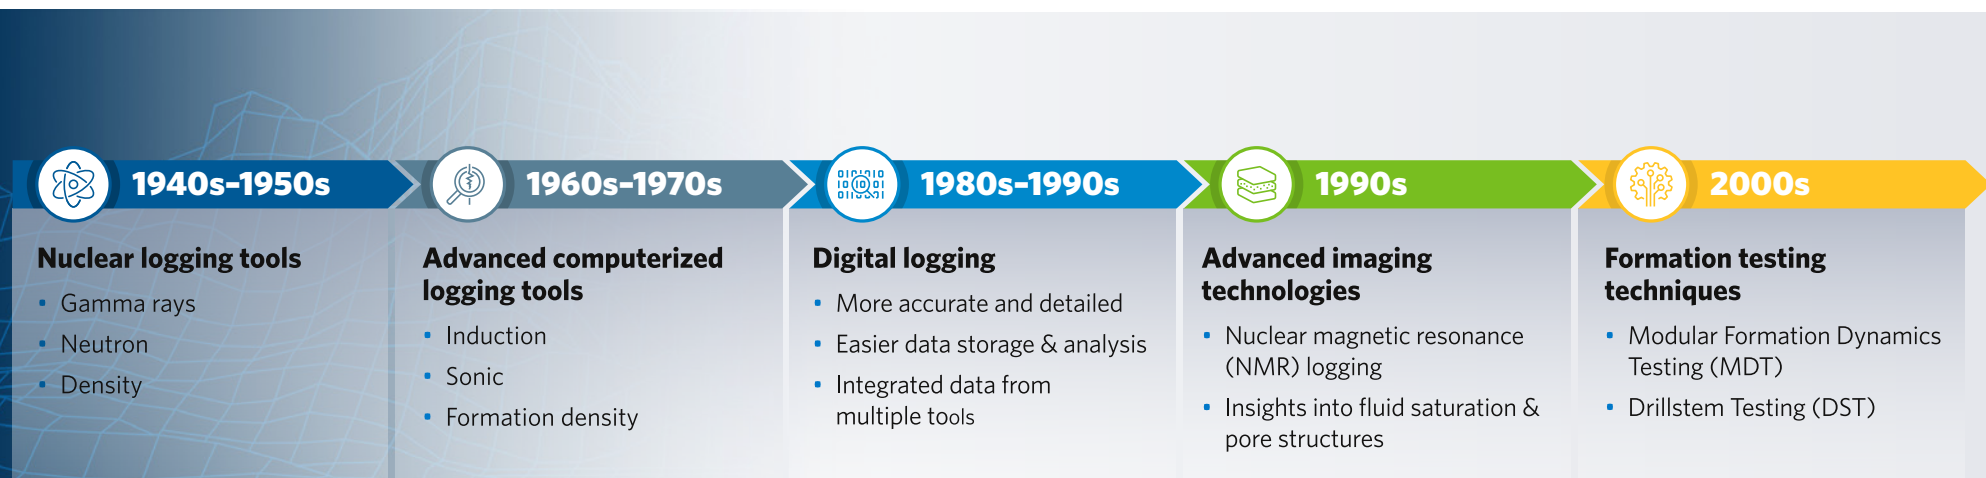 1940s–1950s
Nuclear logging tools
• Gamma rays
• Neutron
• Density
1960s–1970s
Advanced computerized
logging tools
• Induction
• Sonic
• Formation density
1980s–1990s
Digital logging
• More accurate and detailed
• Easier data storage & analysis
• Integrated data from
multiple tools
1990s
Advanced imaging
technologies
• Nuclear magnetic resonance
(NMR) logging
• Insights into fluid saturation &
pore structures
2000s
Formation testing
techniques
• Modular Formation Dynamics
Testing (MDT)
• Drillstem Testing (DST)